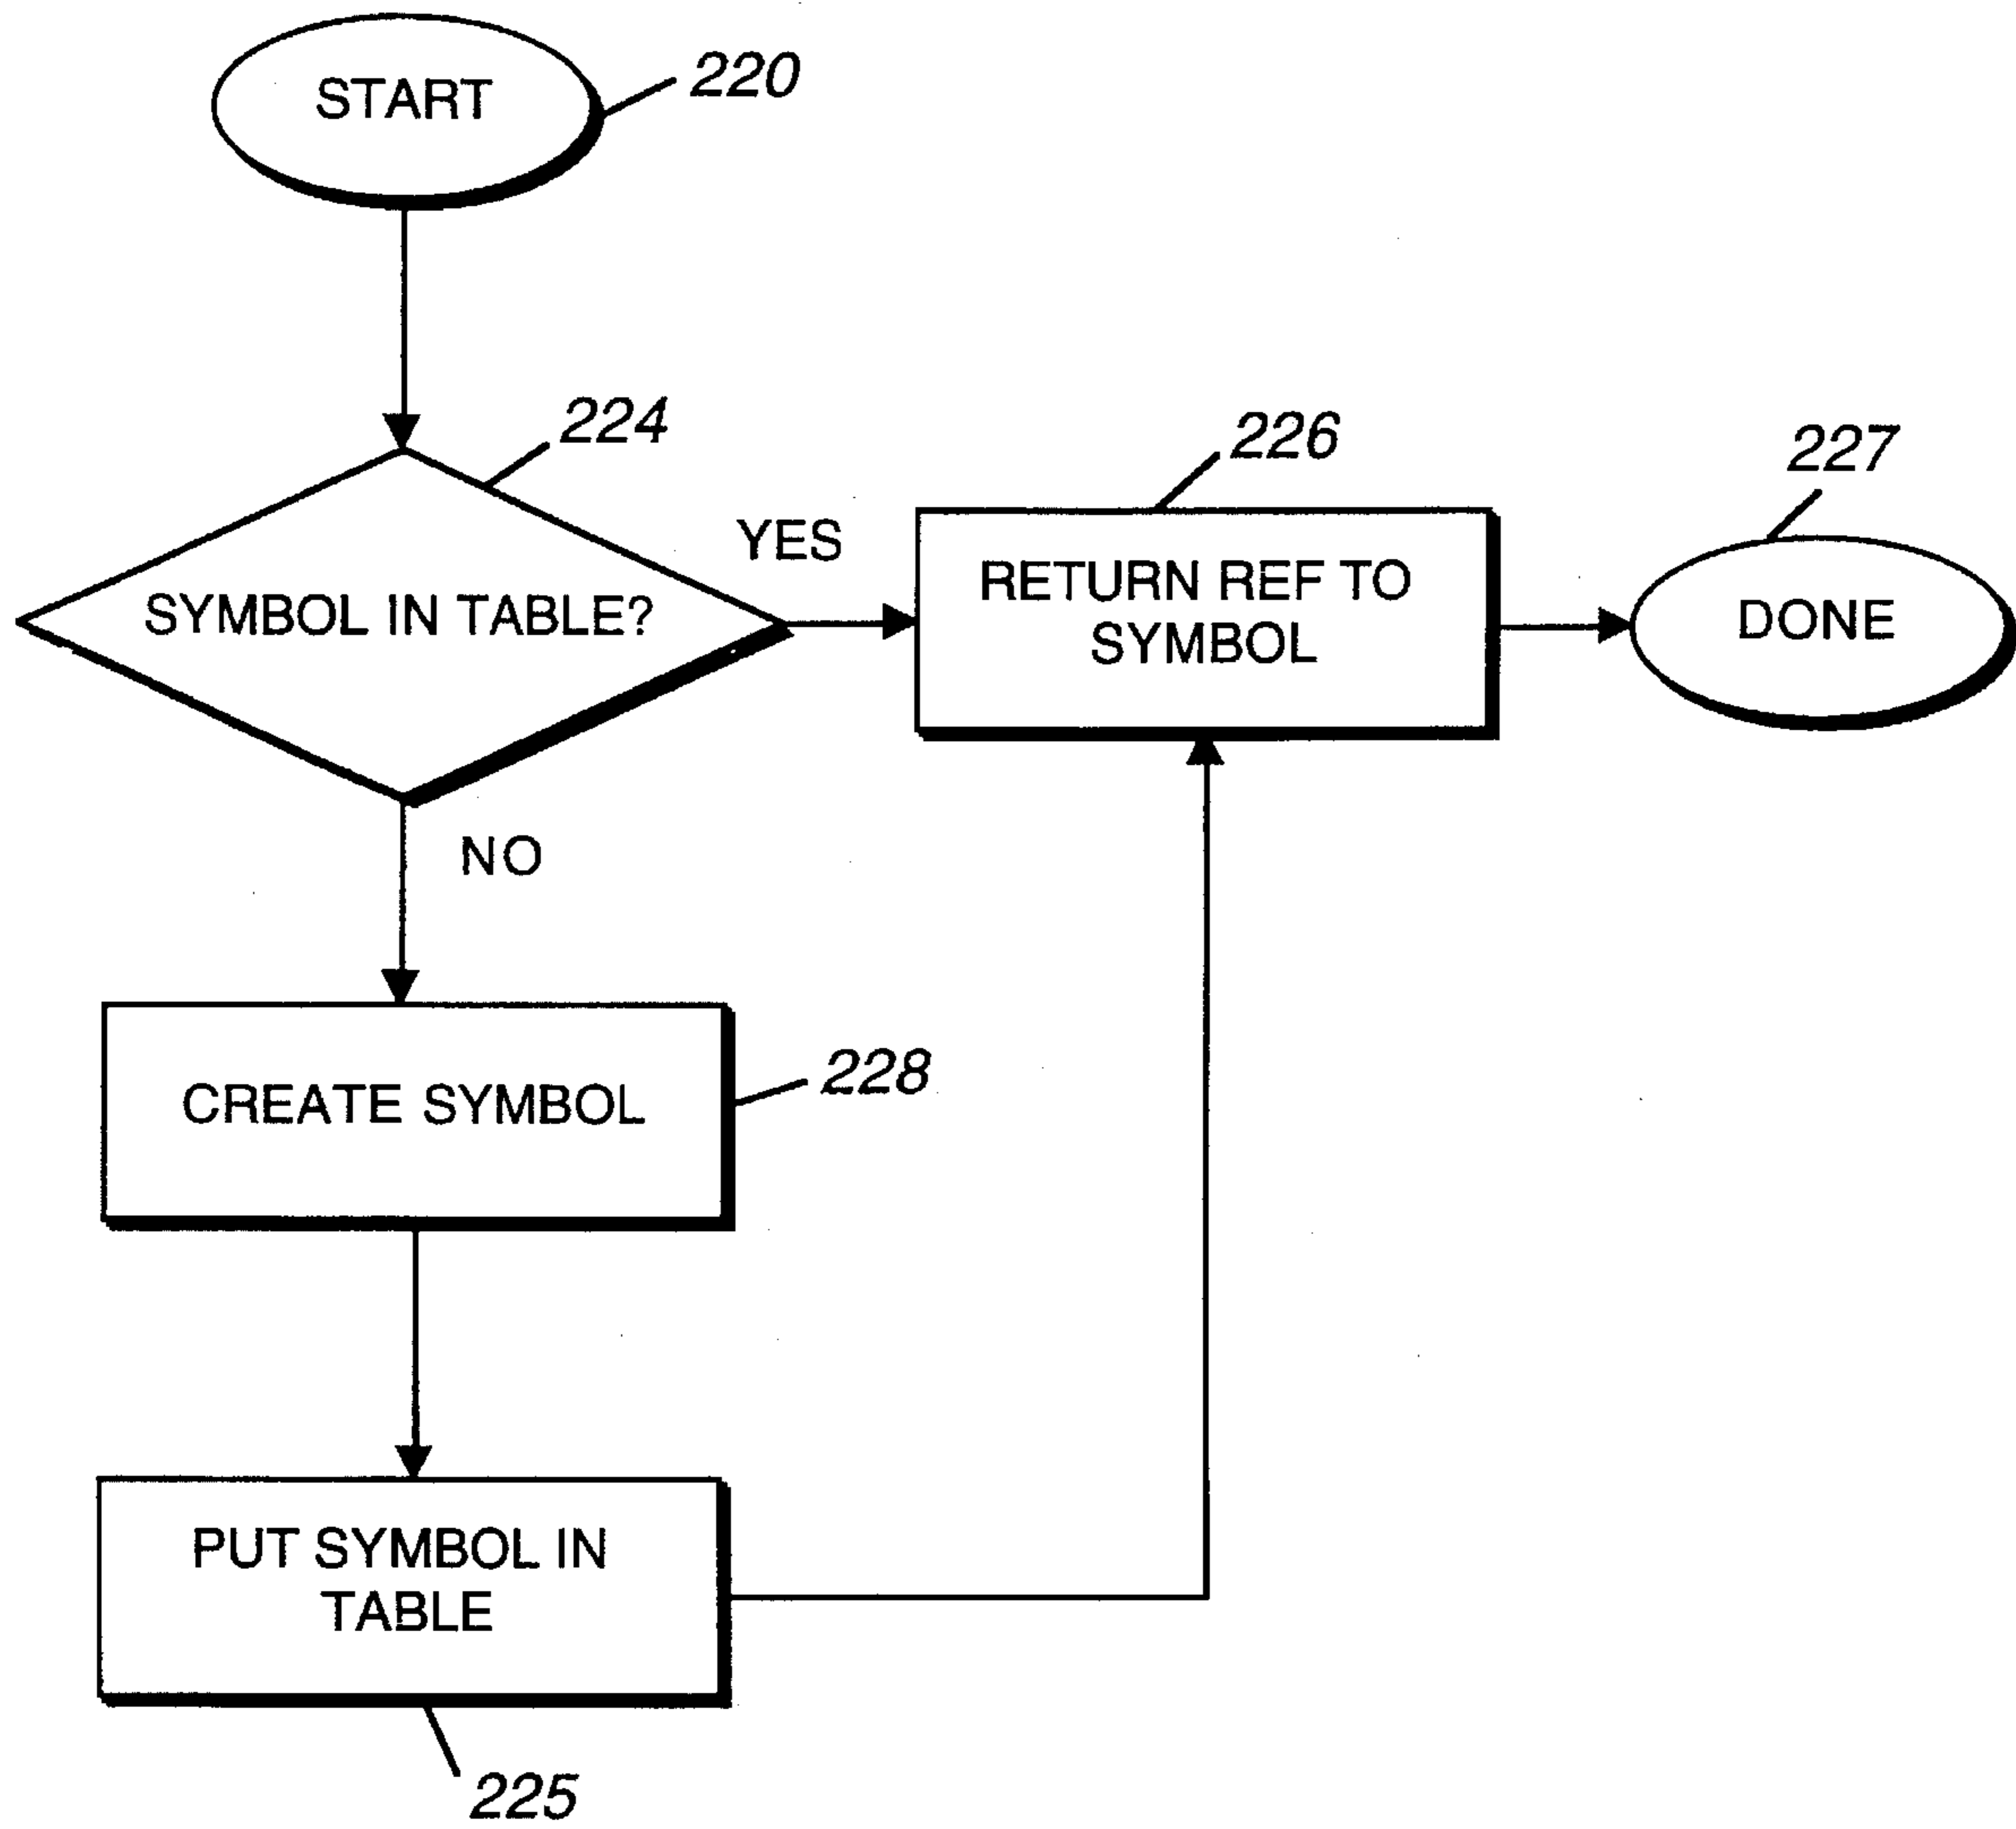 START
220
224
SYMBOL IN TABLE?
YES
226
RETURN REF TO
SYMBOL
227
DONE
NO
CREATE SYMBOL
228
PUT SYMBOL IN
TABLE
225